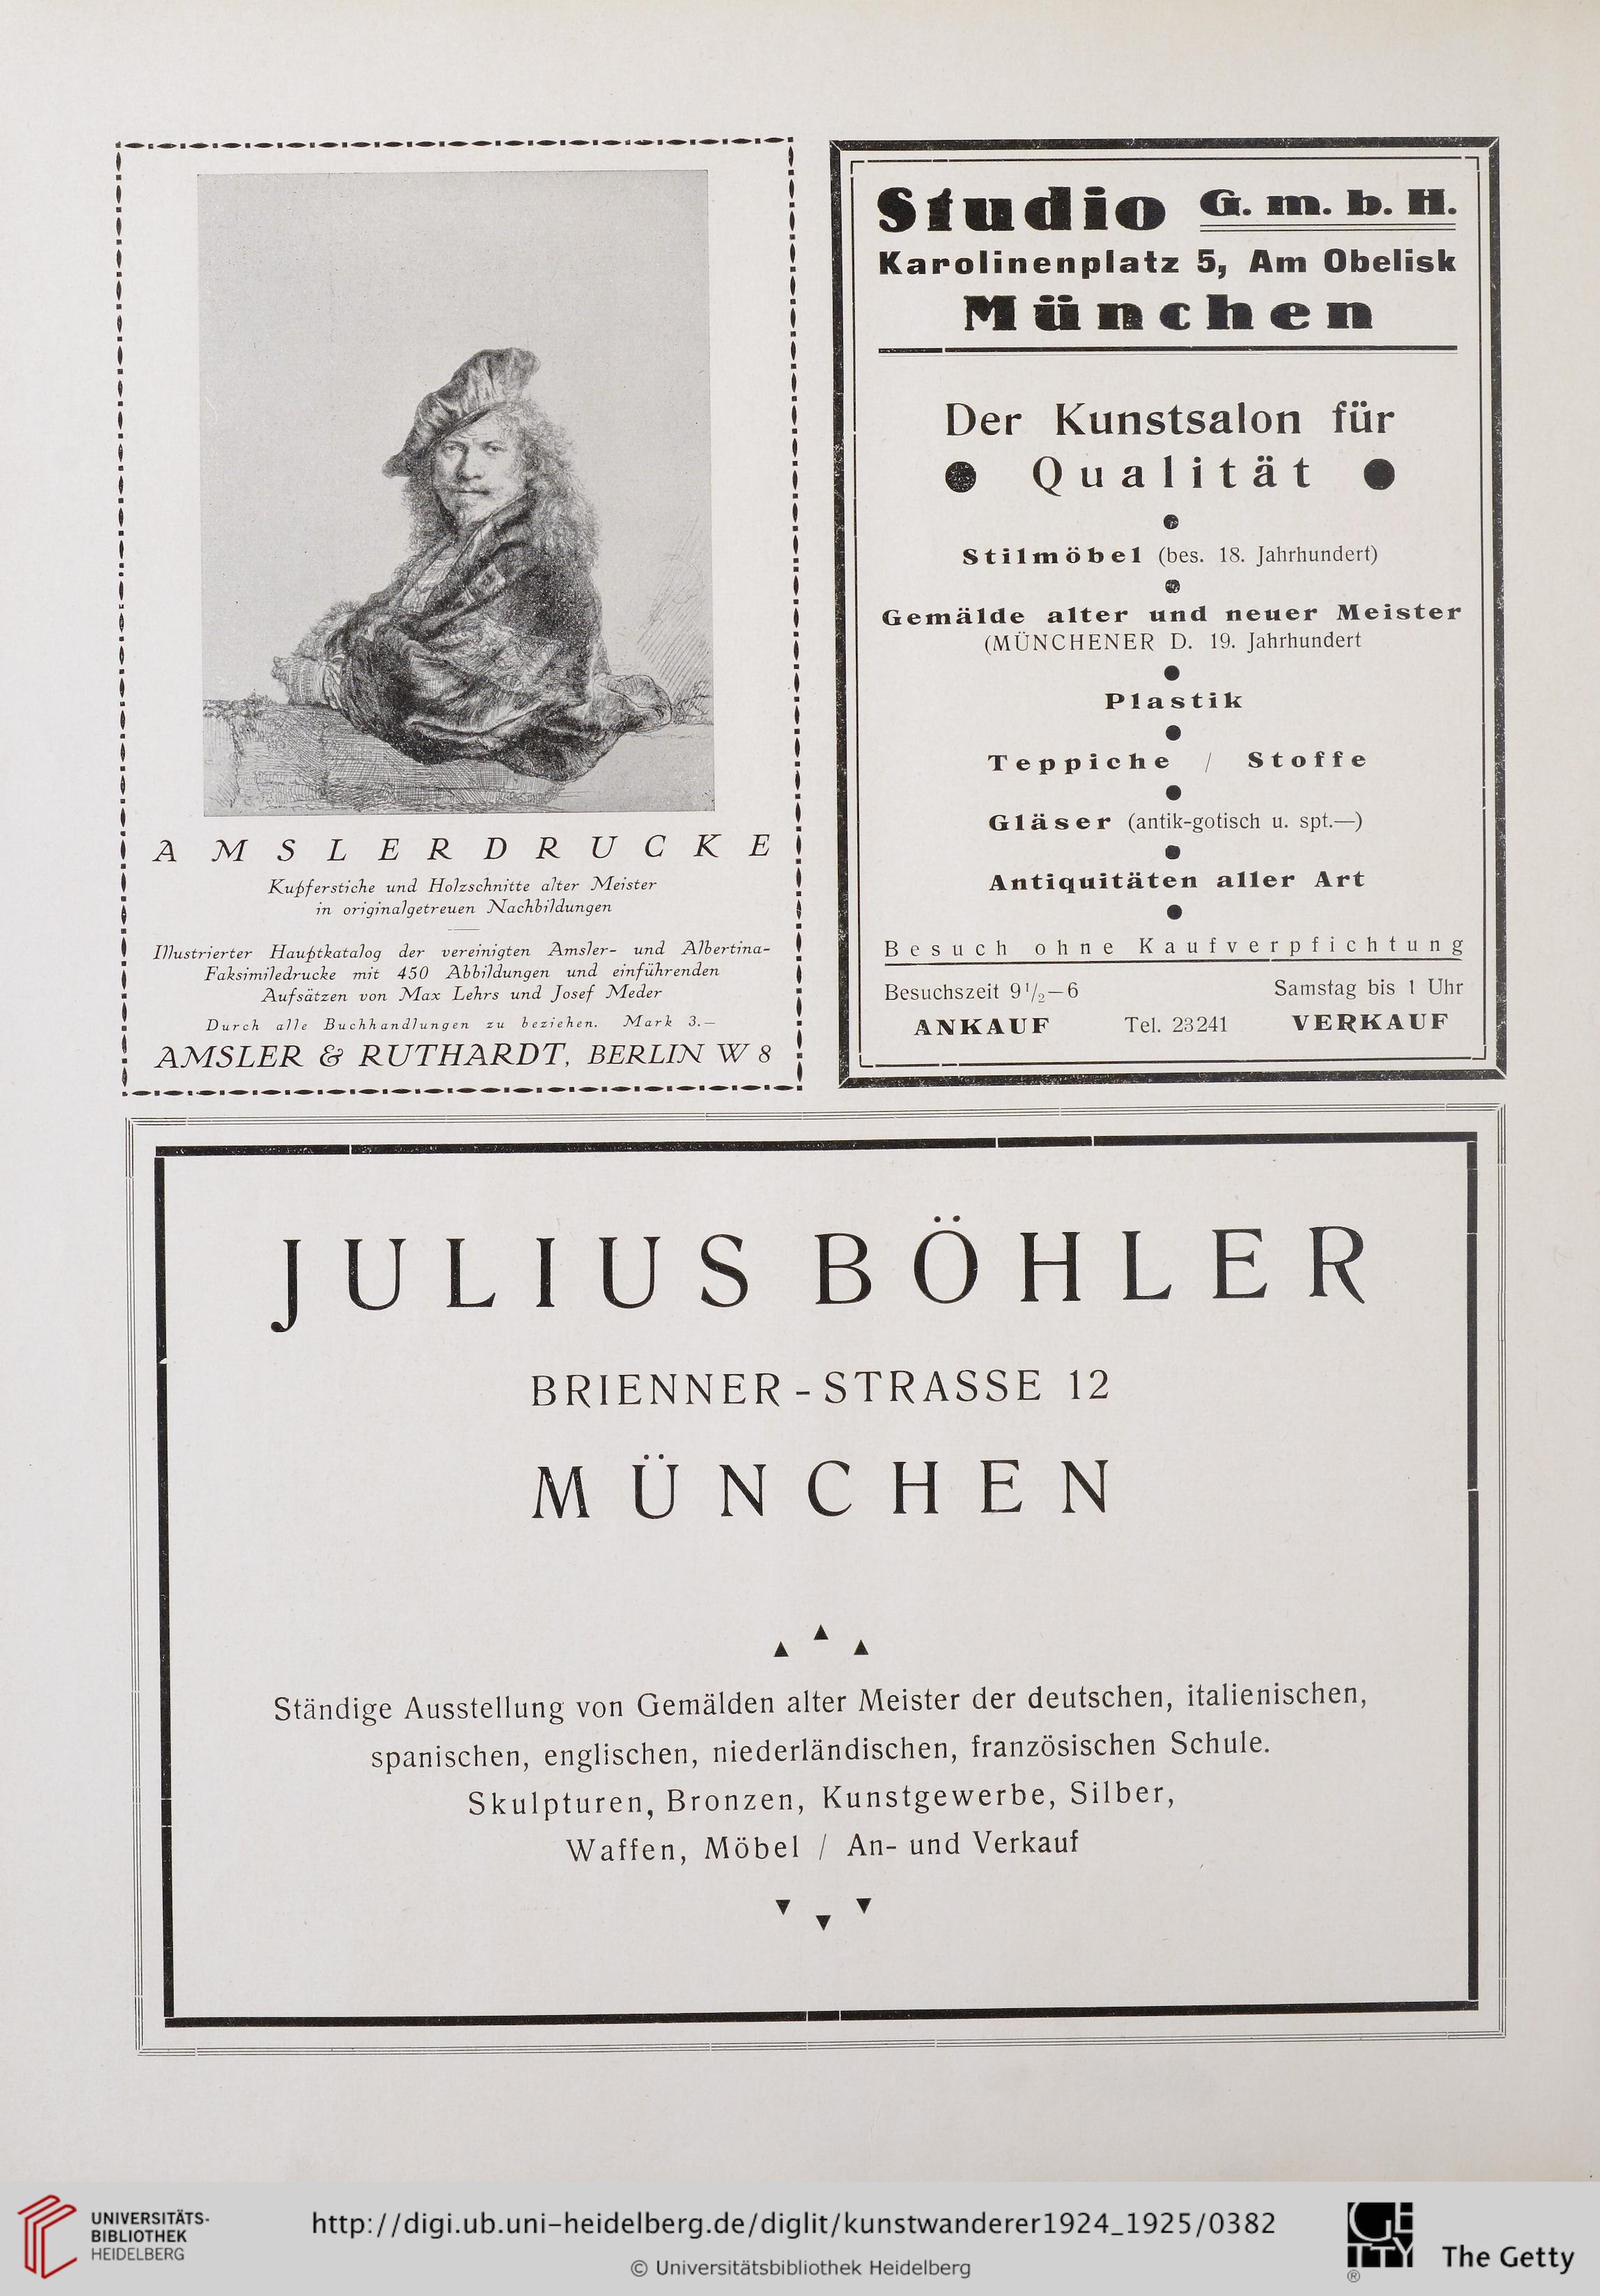 AMSLERDRUCKE
Kupferstiche und Holzschnitte alter Meister
in originalgetreuen Nachbildungen
Illustrierter Hauptkatalog der vereinigten Amsler- und Albertina-
Faksimiledrucke mit 450 Abbildungen und einführenden
Aufsätzen von Max Lehrs und Josef Meder
Durch alle Buchhandlungen zu beziehen. Mark 3.—
AMSLER & RUTHARDT, BERLIN W 8
Studio G. m. b. H.
Karolinenplatz 5, Am Obelisk
München
Der Kunstsalon für
● Qualität ●
Stilmöbel (bes. 18. Jahrhundert)
Gemälde alter und neuer Meister
(MÜNCHENER D. 19. Jahrhundert
Plastik
Teppiche / Stoffe
Gläser (antik-gotisch u. spt.—)
Antiquitäten aller Art
Besuch ohne Kaufverpfichtung
Besuchszeit 9 1/2—6 Samstag bis 1 Uhr
ANKAUF Tel. 23241 VERKAUF
JULIUS BÖHLER
BRIENNER-STRASSE 12
MÜNCHEN
Ständige Ausstellung von Gemälden alter Meister der deutschen, italienischen,
spanischen, englischen, niederländischen, französischen Schule.
Skulpturen, Bronzen, Kunstgewerbe, Silber,
Waffen, Möbel / An- und Verkauf
UNIVERSITÄTS-
BIBLIOTHEK
HEIDELBERG
http://digi.ub.uni-heidelberg.de/diglit/kunstwanderer1924_1925/0382
© Universitätsbibliothek Heidelberg
GETTY
®
The Getty